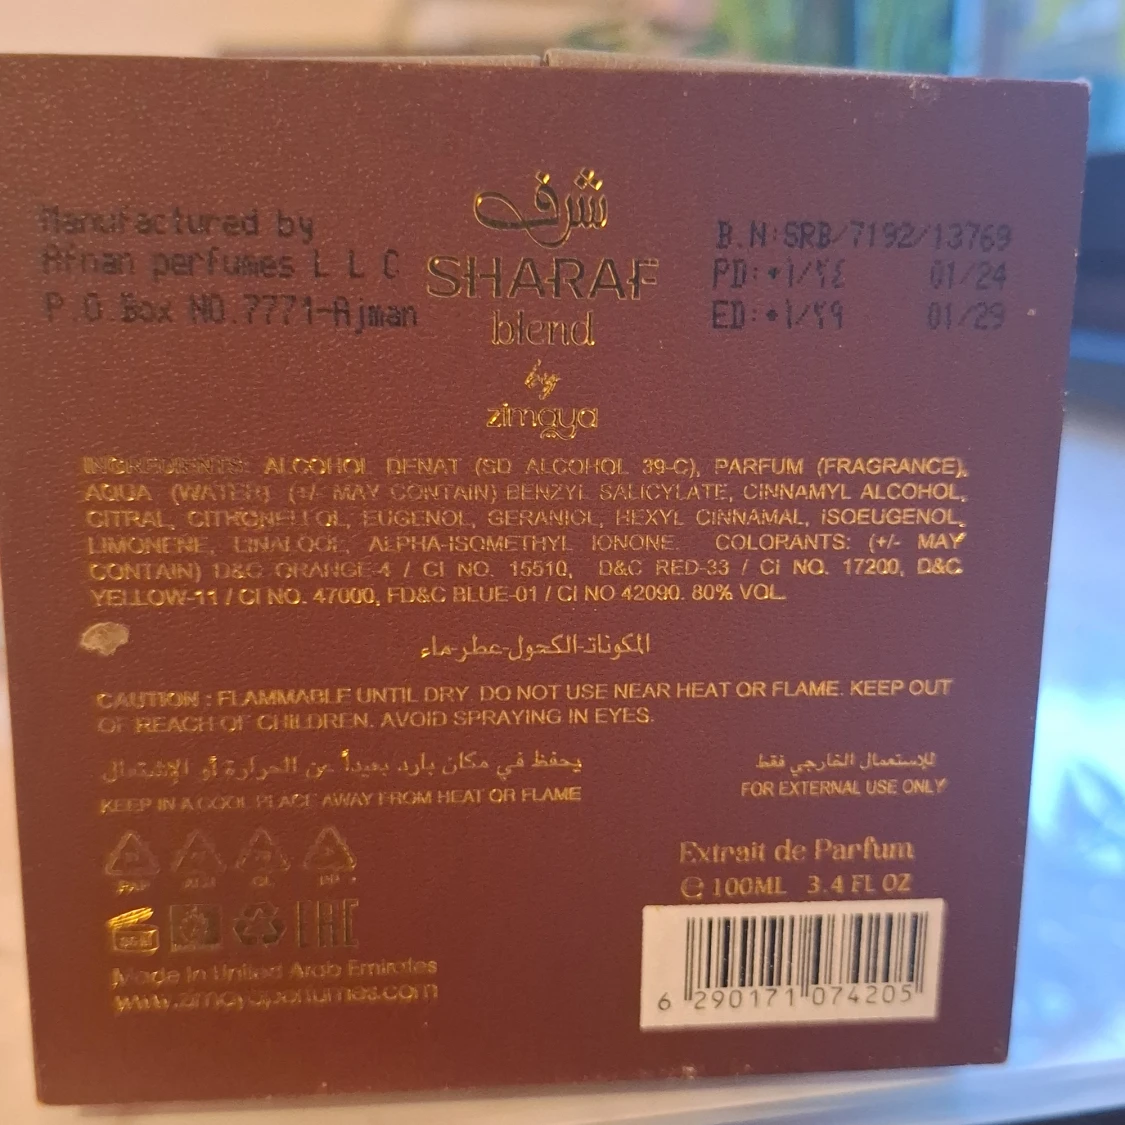 شرف
SHARAF
blend
by
zimaya
Manufactured by
Afnan perfumes L L C
P.O Box NO.7771-Ajman
B.N:SRB/7192/13769
PD:٠١/٢٤ 01/24
ED:٠١/٢٩ 01/29
INGREDIENTS: ALCOHOL DENAT (SD ALCOHOL 39-C), PARFUM (FRAGRANCE),
AQUA (WATER) (+/- MAY CONTAIN) BENZYL SALICYLATE, CINNAMYL ALCOHOL,
CITRAL, CITRONELLOL, EUGENOL, GERANIOL, HEXYL CINNAMAL, ISOEUGENOL,
LIMONENE, LINALOOL, ALPHA-ISOMETHYL IONONE. COLORANTS: (+/- MAY
CONTAIN) D&C ORANGE-4 / CI NO. 15510, D&C RED-33 / CI NO. 17200, D&C
YELLOW-11 / CI NO. 47000, FD&C BLUE-01 / CI NO 42090. 80% VOL.
المكونات-الكحول-عطر-ماء
CAUTION : FLAMMABLE UNTIL DRY. DO NOT USE NEAR HEAT OR FLAME. KEEP OUT
OF REACH OF CHILDREN. AVOID SPRAYING IN EYES.
يحفظ في مكان بارد بعيداً عن الحرارة أو الإشتعال
KEEP IN A COOL PLACE AWAY FROM HEAT OR FLAME
للإستعمال الخارجي فقط
FOR EXTERNAL USE ONLY
PAP
GL
PP
EAC
Made In United Arab Emirates
www.zimayaperfumes.com
Extrait de Parfum
e 100ML 3.4 FL OZ
6 290171 074205